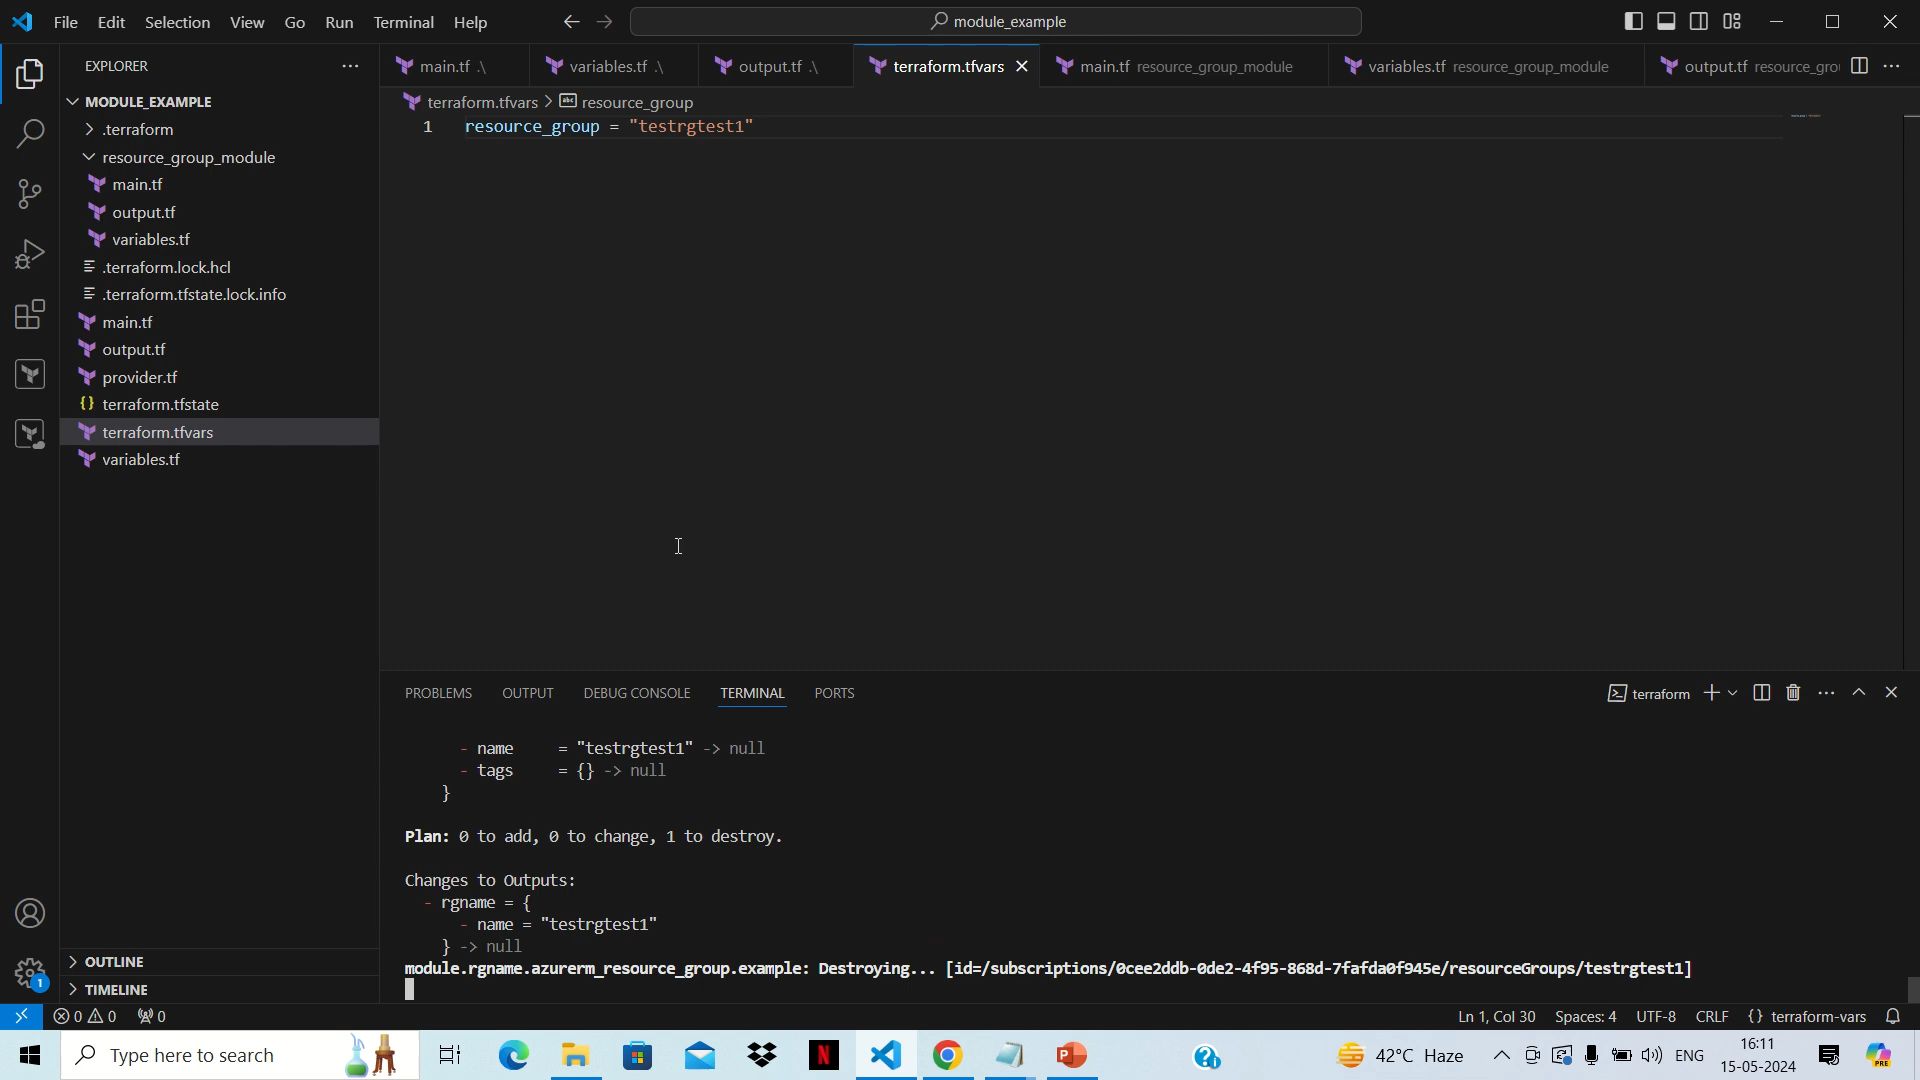 File Edit Selection View Go Run Terminal Help
module_example
EXPLORER
MODULE_EXAMPLE
.terraform
resource_group_module
main.tf
output.tf
variables.tf
.terraform.lock.hcl
.terraform.tfstate.lock.info
main.tf
output.tf
provider.tf
terraform.tfstate
terraform.tfvars
variables.tf
OUTLINE
TIMELINE
main.tf .\
variables.tf .\
output.tf .\
terraform.tfvars
main.tf resource_group_module
variables.tf resource_group_module
output.tf resource_gro
terraform.tfvars > resource_group
1 resource_group = "testrgtest1"
PROBLEMS OUTPUT DEBUG CONSOLE TERMINAL PORTS
terraform
- name = "testrgtest1" -> null
- tags = {} -> null
}
Plan: 0 to add, 0 to change, 1 to destroy.
Changes to Outputs:
- rgname = {
- name = "testrgtest1"
} -> null
module.rgname.azurerm_resource_group.example: Destroying... [id=/subscriptions/0cee2ddb-0de2-4f95-868d-7fafda0f945e/resourceGroups/testrgtest1]
1
0 0 0
Ln 1, Col 30 Spaces: 4 UTF-8 CRLF {} terraform-vars
Type here to search
42°C Haze
ENG
16:11
15-05-2024
PRE